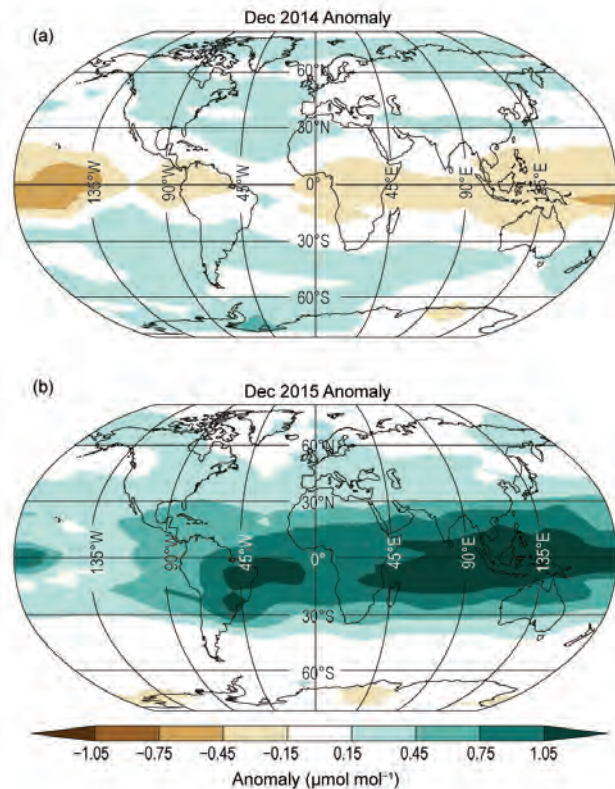 Dec 2014 Anomaly
(a)
60°N
30°N
135°W
90°W
45°W
0°
45°E
90°E
135°E
30°S
60°S
(b)
Dec 2015 Anomaly
60°N
30°N
135°W
90°W
45°W
0°
45°E
90°E
135°E
30°S
60°S
−1.05 −0.75 −0.45 −0.15 0.15 0.45 0.75 1.05
Anomaly (μmol mol⁻¹)